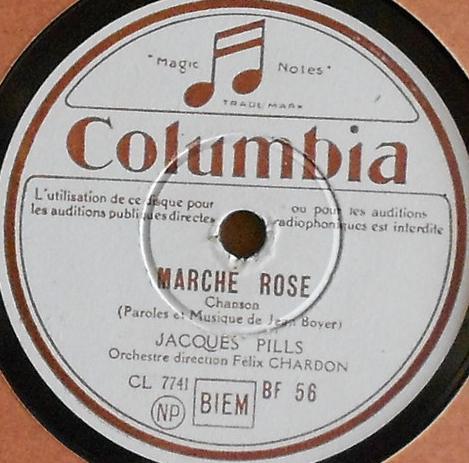 "Magic Notes"
TRADE MARK
Columbia
L'utilisation de ce disque pour ou pour les auditions
les auditions publiques directes radiophoniques est interdite
MARCHÉ ROSE
Chanson
(Paroles et Musique de Jean Boyer)
JACQUES PILLS
Orchestre direction Félix CHARDON
CL 7741 BIEM BF 56
NP